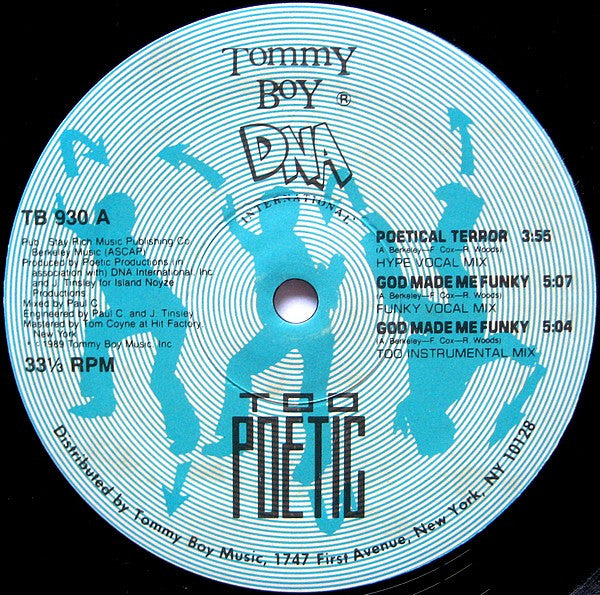 Tommy
Boy ®
DNA
INTERNATIONAL
TB 930 A
Pub. Stay Rich Music Publishing Co.
Berkeley Music (ASCAP)
Produced by Poetic Productions (in
association with) DNA International, Inc.
and J. Tinsley for Island Noyze
Productions
Mixed by Paul C.
Engineered by Paul C. and J. Tinsley
Mastered by Tom Coyne at Hit Factory,
New York
1989 Tommy Boy Music, Inc.
33⅓ RPM
POETICAL TERROR 3:55
(A. Berkeley—F. Cox—R. Woods)
HYPE VOCAL MIX
GOD MADE ME FUNKY 5:07
(A. Berkeley—F. Cox—R. Woods)
FUNKY VOCAL MIX
GOD MADE ME FUNKY 5:04
(A. Berkeley—F. Cox—R. Woods)
TOO INSTRUMENTAL MIX
TOO
POETIC
Distributed by Tommy Boy Music, 1747 First Avenue, New York, NY 10128